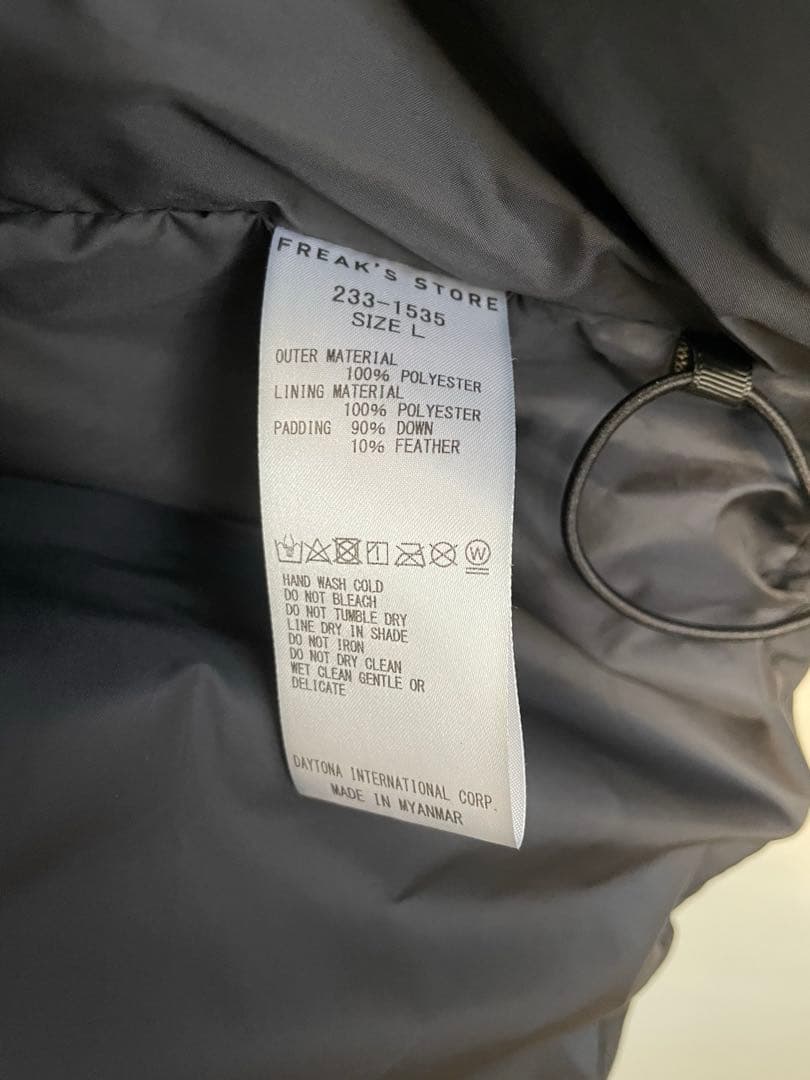 FREAK'S STORE
233-1535
SIZE L
OUTER MATERIAL
100% POLYESTER
LINING MATERIAL
100% POLYESTER
PADDING 90% DOWN
10% FEATHER
W
HAND WASH COLD
DO NOT BLEACH
DO NOT TUMBLE DRY
LINE DRY IN SHADE
DO NOT IRON
DO NOT DRY CLEAN
WET CLEAN GENTLE OR
DELICATE
DAYTONA INTERNATIONAL CORP.
MADE IN MYANMAR